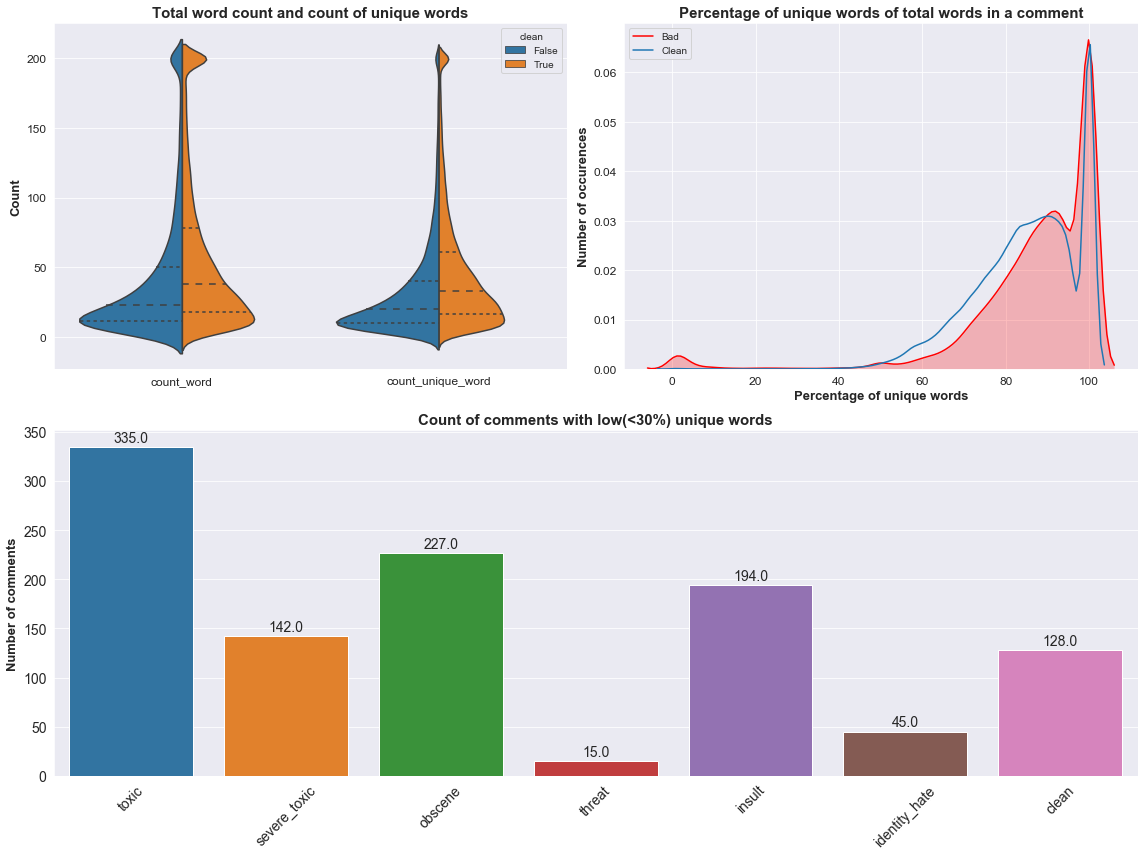 Total word count and count of unique words
clean
False
True
Count
200
150
100
50
0
count_word
count_unique_word
Percentage of unique words of total words in a comment
Bad
Clean
Number of occurences
0.06
0.05
0.04
0.03
0.02
0.01
0.00
0
20
40
60
80
100
Percentage of unique words
Count of comments with low(<30%) unique words
Number of comments
350
300
250
200
150
100
50
0
335.0
142.0
227.0
15.0
194.0
45.0
128.0
toxic
severe_toxic
obscene
threat
insult
identity_hate
clean